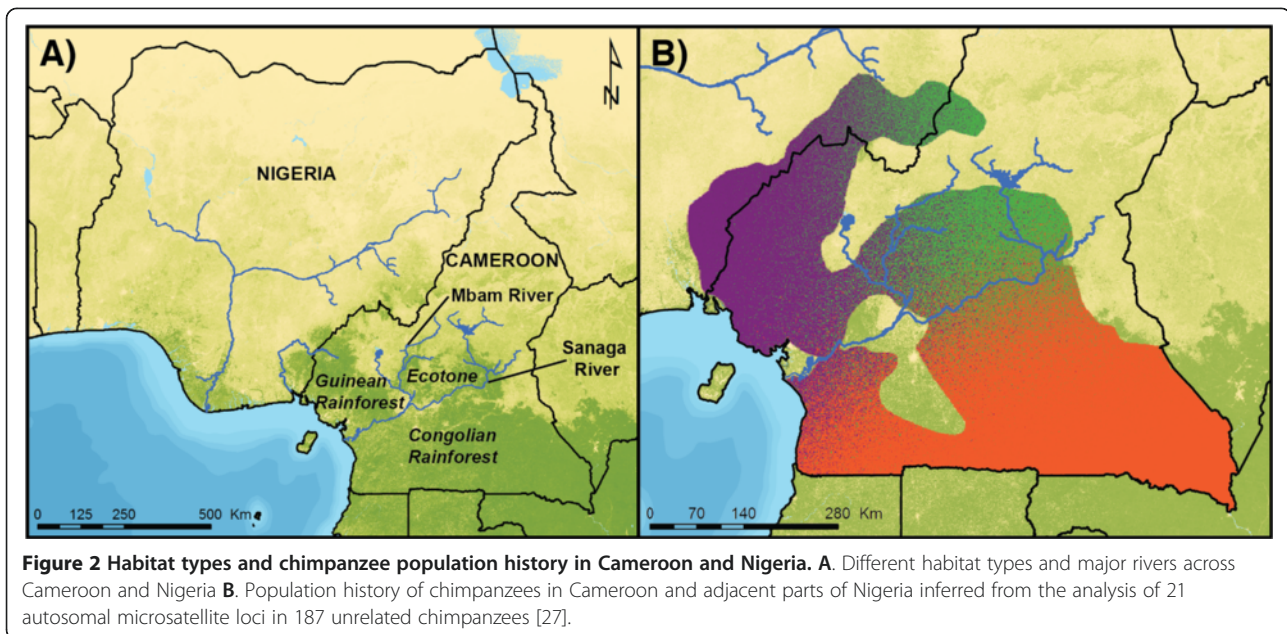 A)
N
NIGERIA
CAMEROON
Mbam River
Sanaga
River
Ecotone
Guinean
Rainforest
Congolian
Rainforest
0 125 250 500 Km
B)
0 70 140 280 Km
Figure 2 Habitat types and chimpanzee population history in Cameroon and Nigeria. A. Different habitat types and major rivers across
Cameroon and Nigeria B. Population history of chimpanzees in Cameroon and adjacent parts of Nigeria inferred from the analysis of 21
autosomal microsatellite loci in 187 unrelated chimpanzees [27].